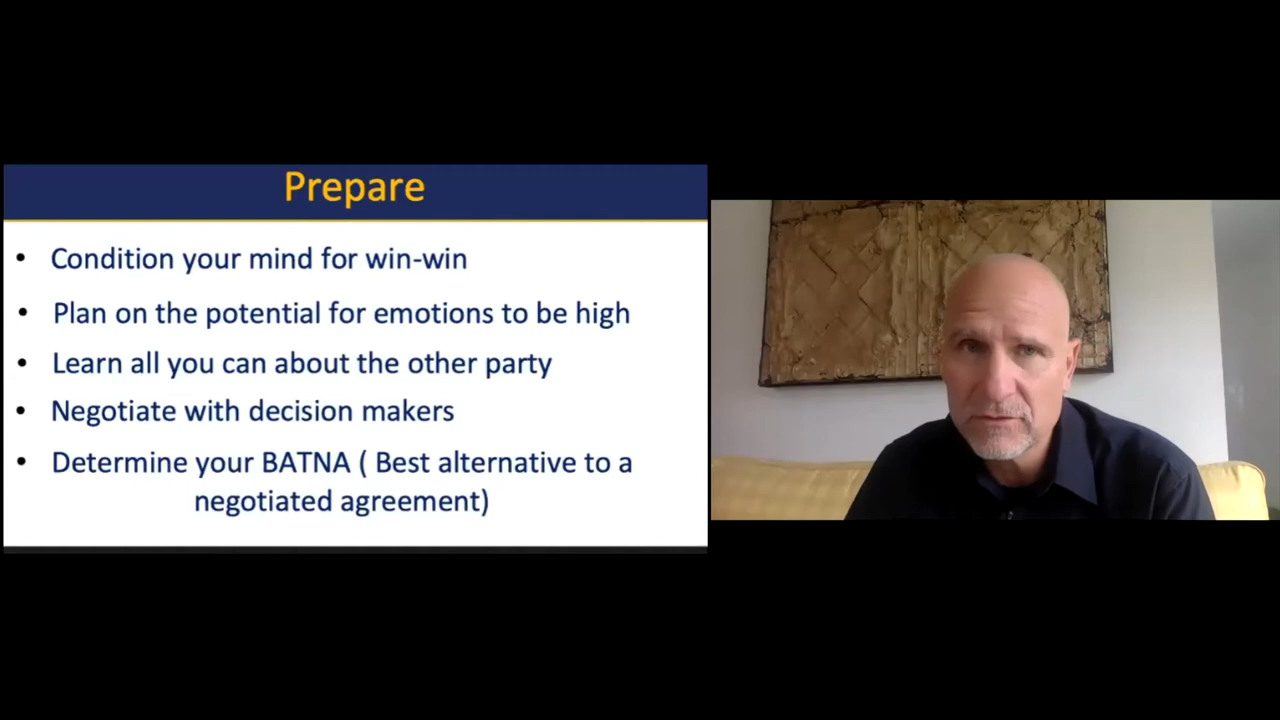 Prepare
• Condition your mind for win-win
• Plan on the potential for emotions to be high
• Learn all you can about the other party
• Negotiate with decision makers
• Determine your BATNA ( Best alternative to a
negotiated agreement)